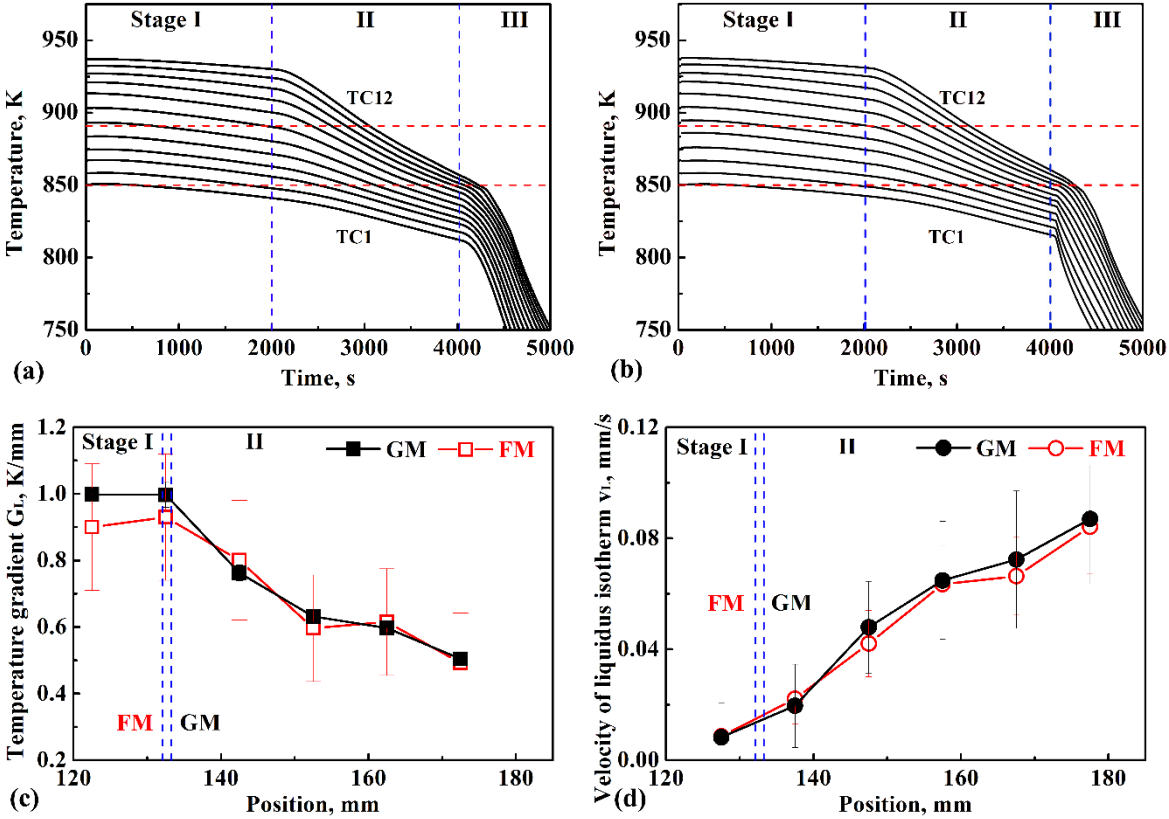 Stage I II III
950
900
850
800
750
Temperature, K
TC12
TC1
0 1000 2000 3000 4000 5000
Time, s
(a)
Stage I II III
950
900
850
800
750
Temperature, K
TC12
TC1
0 1000 2000 3000 4000 5000
Time, s
(b)
1.2
1.0
0.8
0.6
0.4
0.2
Temperature gradient GL, K/mm
Stage I II
GM FM
FM GM
120 140 160 180
Position, mm
(c)
0.12
0.08
0.04
0.00
Velocity of liquidus isotherm vL, mm/s
Stage I II
GM FM
FM GM
120 140 160 180
Position, mm
(d)